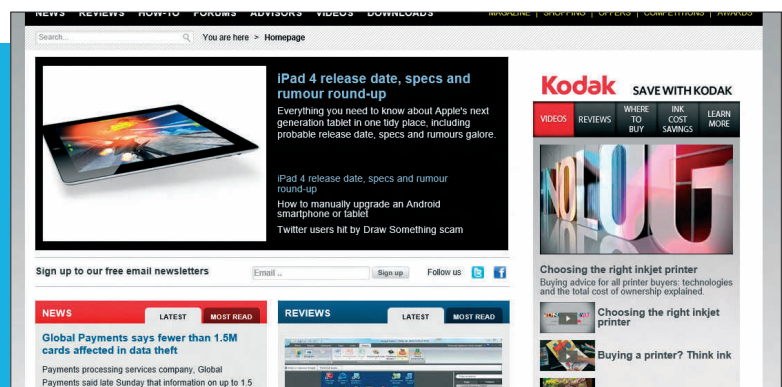 NEWS REVIEWS HOW-TO FORUMS ADVISORS VIDEOS DOWNLOADS MAGAZINE | SHOPPING | OFFERS | COMPETITIONS | AWARDS
Search... You are here > Homepage
iPad 4 release date, specs and
rumour round-up
Everything you need to know about Apple's next
generation tablet in one tidy place, including
probable release date, specs and rumours galore.
iPad 4 release date, specs and rumour
round-up
How to manually upgrade an Android
smartphone or tablet
Twitter users hit by Draw Something scam
Sign up to our free email newsletters Email .. Sign up Follow us
NEWS LATEST MOST READ
Global Payments says fewer than 1.5M
cards affected in data theft
Payments processing services company, Global
Payments said late Sunday that information on up to 1.5
REVIEWS LATEST MOST READ
Kodak SAVE WITH KODAK
VIDEOS REVIEWS WHERE TO BUY INK COST SAVINGS LEARN MORE
NOLOG
Choosing the right inkjet printer
Buying advice for all printer buyers: technologies
and the total cost of ownership explained.
Choosing the right inkjet
printer
Buying a printer? Think ink